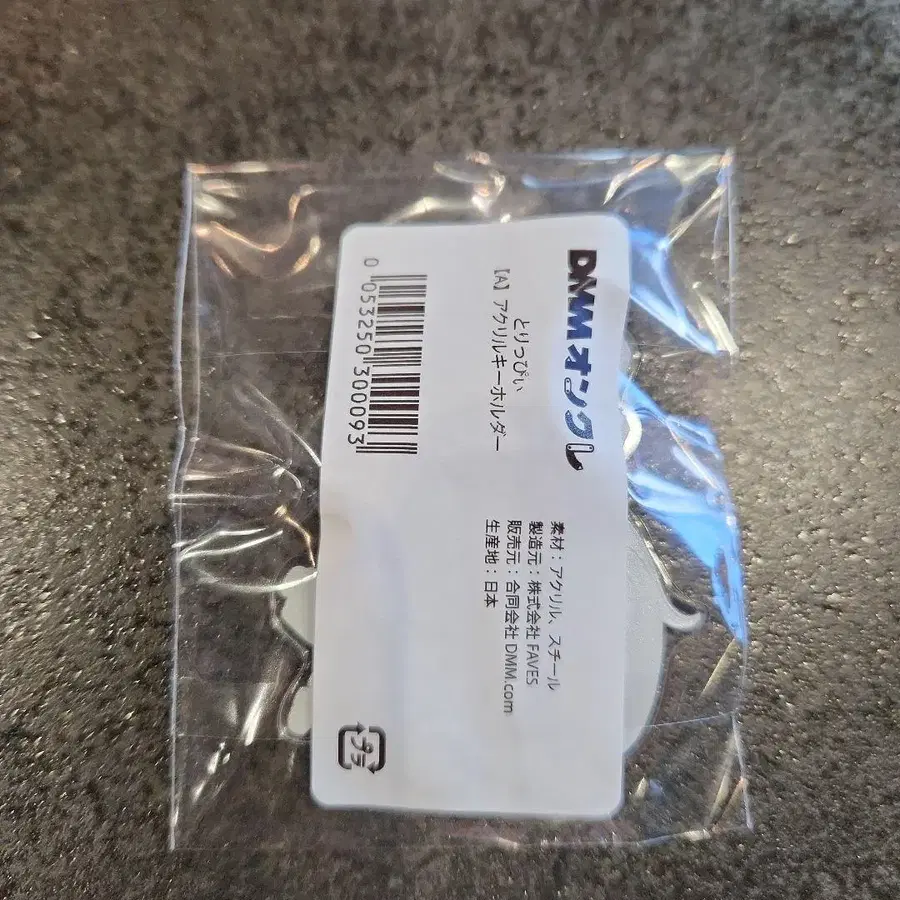 DMMオンクレ
とりっぴぃ
【A】アクリルキーホルダー
0 053250 300093
素材：アクリル、スチール
製造元：株式会社 FAVES
販売元：合同会社 DMM.com
生産地：日本
プラ